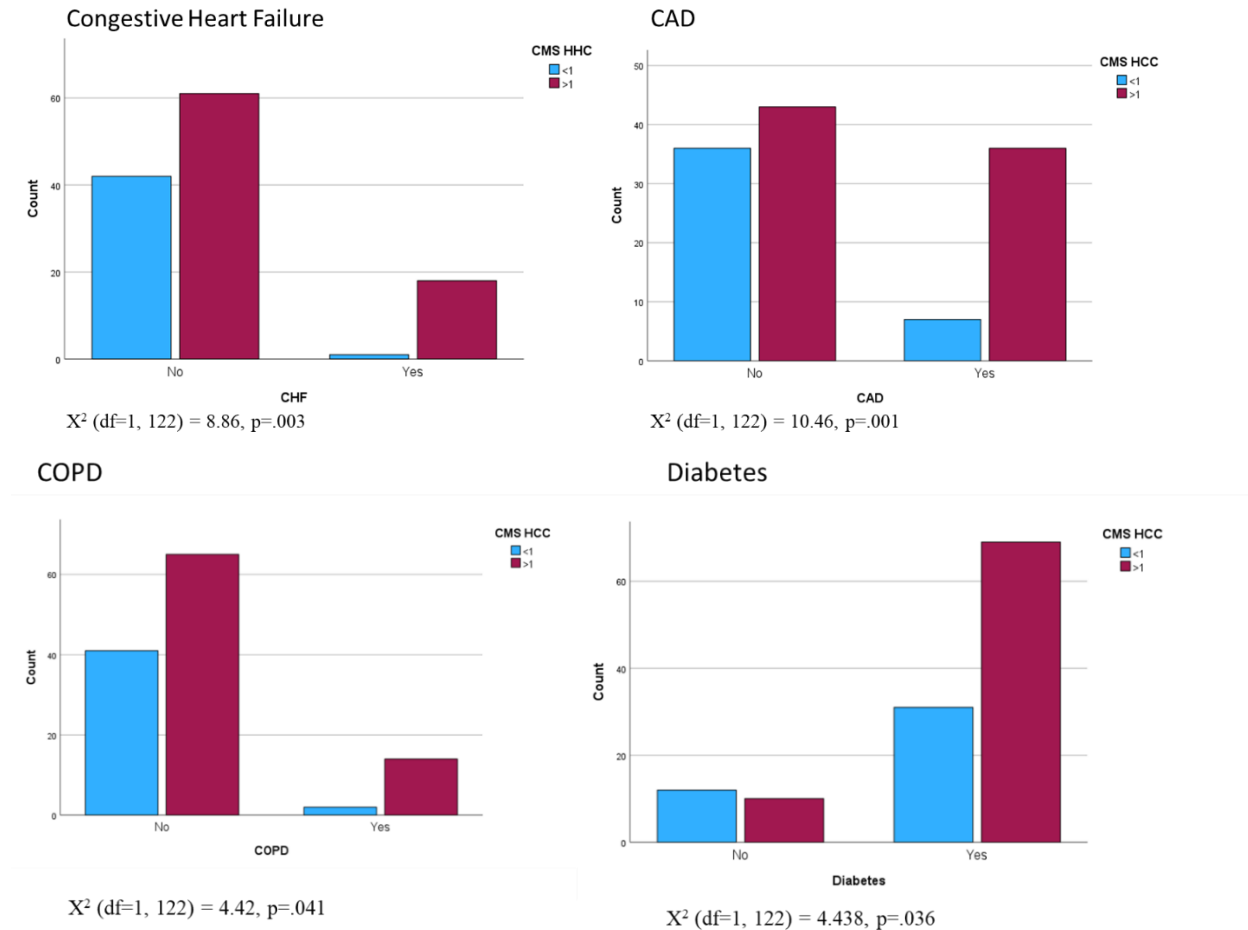 Congestive Heart Failure
CMS HHC
<1
>1
60
40
20
0
Count
No
Yes
CHF
X² (df=1, 122) = 8.86, p=.003
CAD
CMS HCC
<1
>1
50
40
30
20
10
0
Count
No
Yes
CAD
X² (df=1, 122) = 10.46, p=.001
COPD
CMS HCC
<1
>1
60
40
20
0
Count
No
Yes
COPD
X² (df=1, 122) = 4.42, p=.041
Diabetes
CMS HCC
<1
>1
60
40
20
0
Count
No
Yes
Diabetes
X² (df=1, 122) = 4.438, p=.036